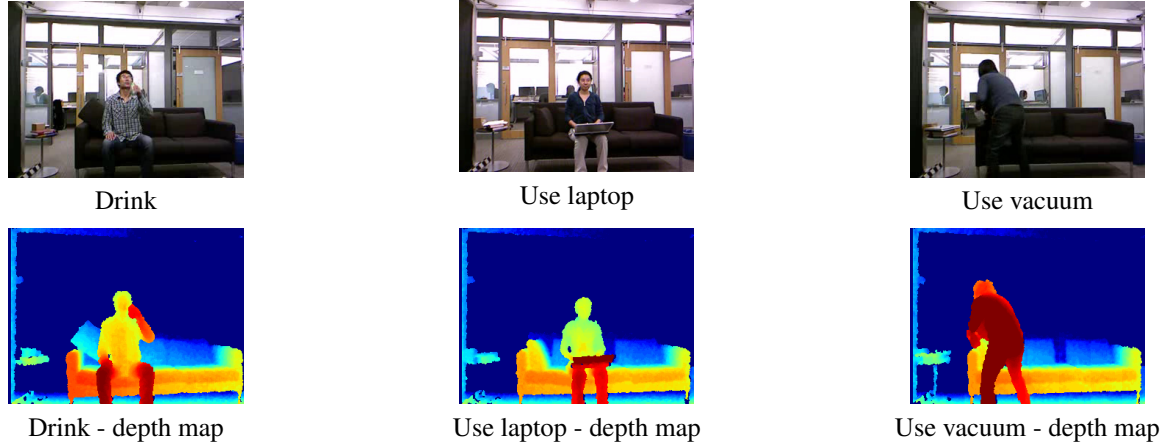 Drink
Use laptop
Use vacuum
Drink - depth map
Use laptop - depth map
Use vacuum - depth map